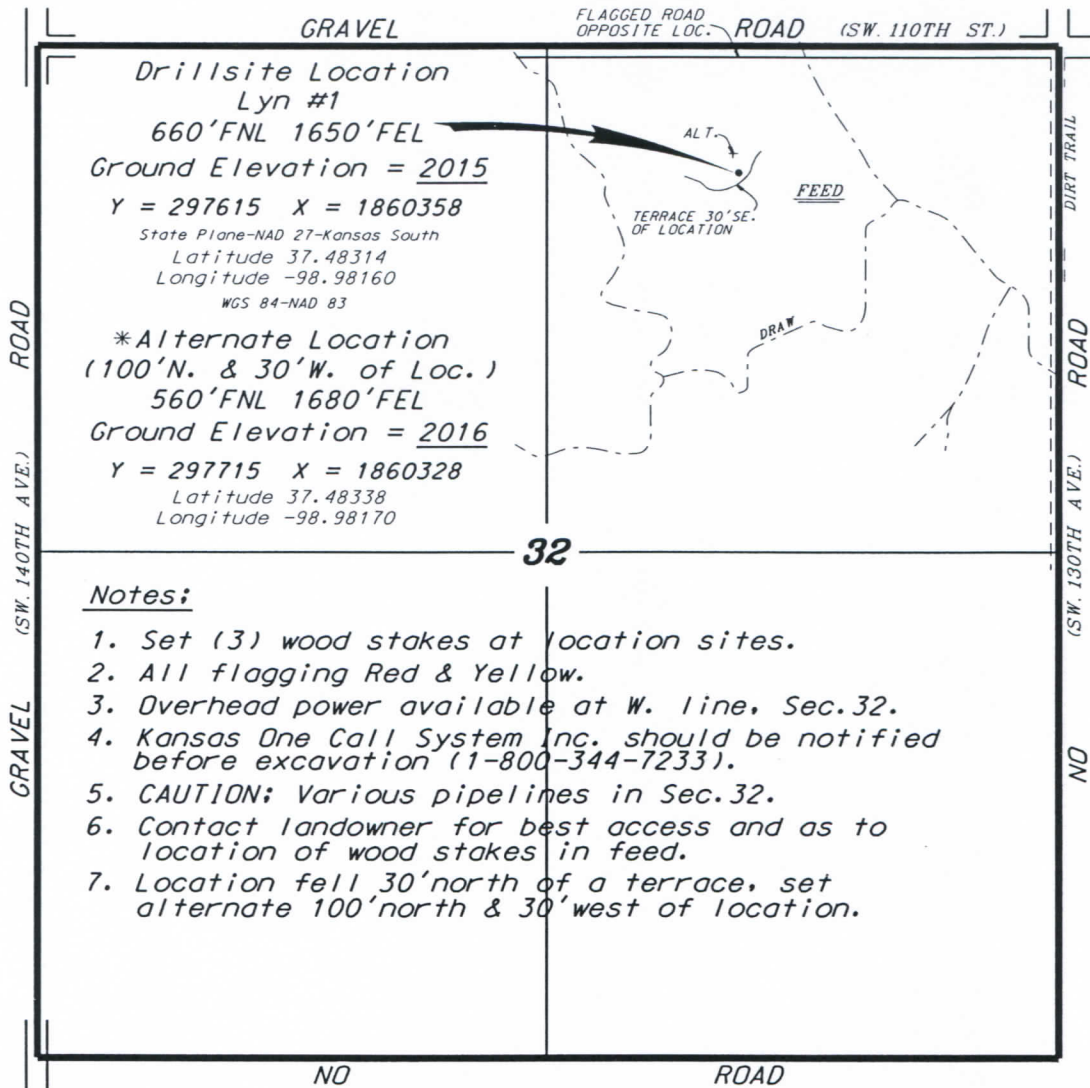 GRAVEL
FLAGGED ROAD
OPPOSITE LOC.
ROAD (SW. 110TH ST.)
Drillsite Location
Lyn #1
660'FNL 1650'FEL
Ground Elevation = 2015
Y = 297615 X = 1860358
State Plane-NAD 27-Kansas South
Latitude 37.48314
Longitude -98.98160
WGS 84-NAD 83
*Alternate Location
(100'N. & 30'W. of Loc.)
560'FNL 1680'FEL
Ground Elevation = 2016
Y = 297715 X = 1860328
Latitude 37.48338
Longitude -98.98170
ALT.
FEED
TERRACE 30'SE.
OF LOCATION
DRAW
DIRT TRAIL
GRAVEL (SW. 140TH AVE.) ROAD
NO (SW. 130TH AVE.) ROAD
32
Notes:
1. Set (3) wood stakes at location sites.
2. All flagging Red & Yellow.
3. Overhead power available at W. line, Sec.32.
4. Kansas One Call System Inc. should be notified
before excavation (1-800-344-7233).
5. CAUTION: Various pipelines in Sec.32.
6. Contact landowner for best access and as to
location of wood stakes in feed.
7. Location fell 30'north of a terrace, set
alternate 100'north & 30'west of location.
NO ROAD